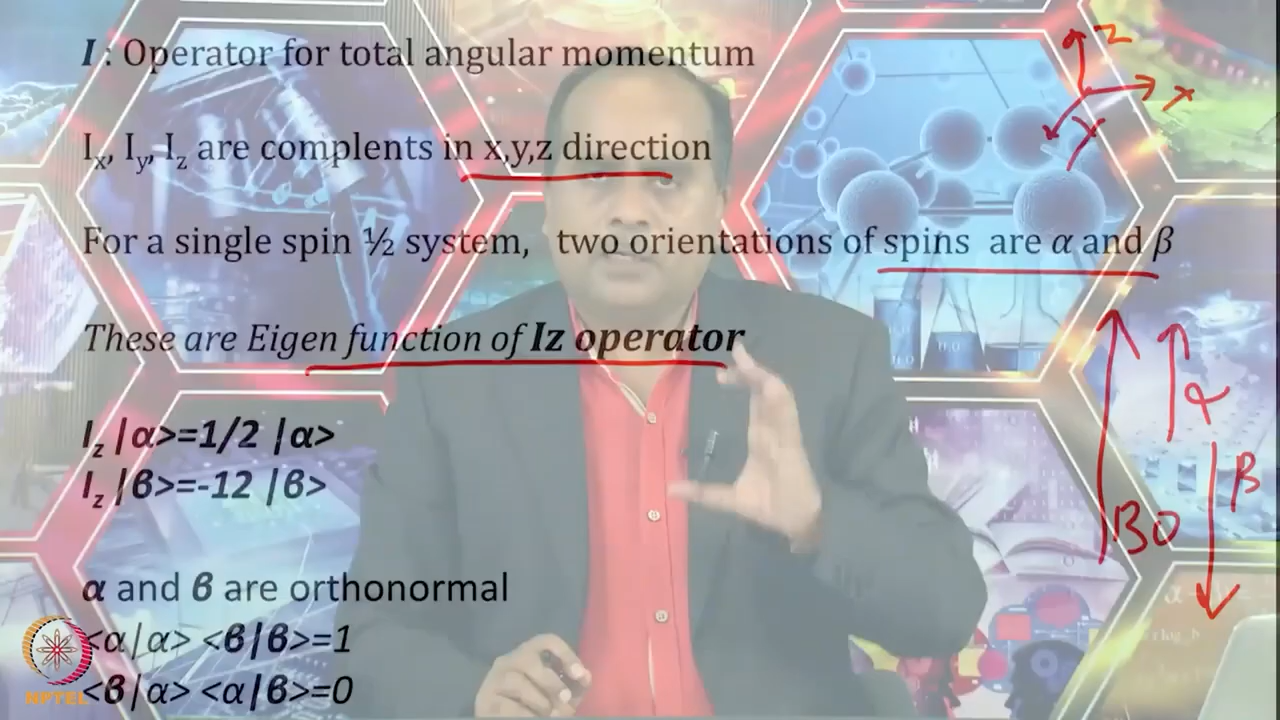 I : Operator for total angular momentum
Z
X
Y
Ix, Iy, Iz are complents in x,y,z direction
For a single spin ½ system, two orientations of spins are α and β
These are Eigen function of Iz operator
Iz |α>=1/2 |α>
Iz |β>=-12 |β>
α
β
B0
α and β are orthonormal
<α|α> <β|β>=1
<β|α> <α|β>=0
NPTEL